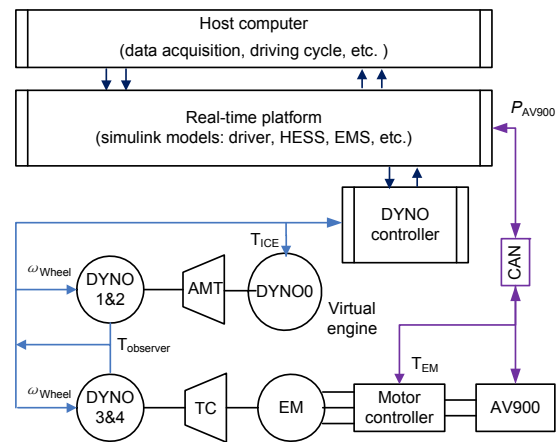 Host computer
(data acquisition, driving cycle, etc. )
Real-time platform
(simulink models: driver, HESS, EMS, etc.)
PAV900
DYNO
controller
CAN
TICE
ωWheel
DYNO
1&2
AMT
DYNO0
Virtual
engine
Tobserver
ωWheel
DYNO
3&4
TC
EM
TEM
Motor
controller
AV900